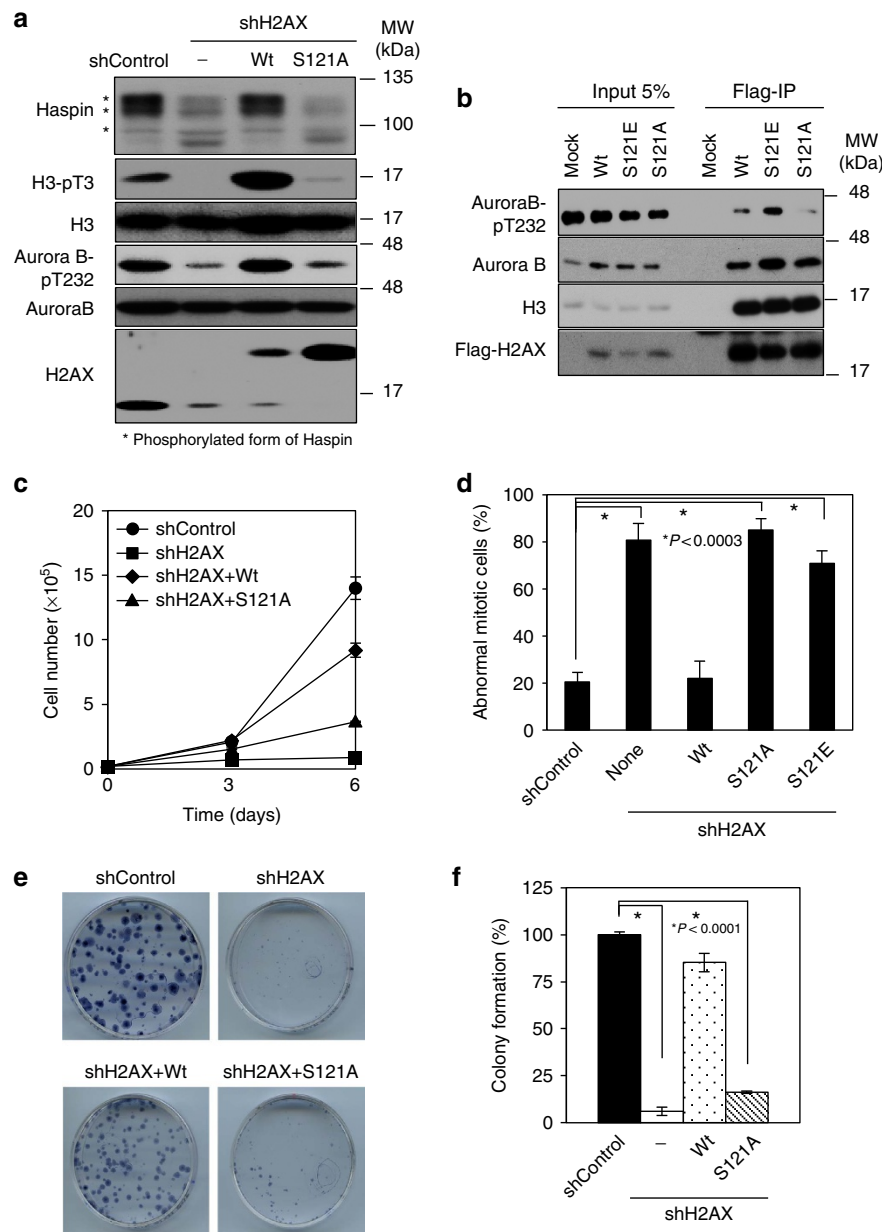 a
shH2AX
MW
(kDa)
shControl
–
Wt
S121A
135
Haspin
*
*
*
100
H3-pT3
17
H3
17
48
Aurora B-
pT232
48
AuroraB
H2AX
17
* Phosphorylated form of Haspin
b
Input 5%
Flag-IP
Mock
Wt
S121E
S121A
Mock
Wt
S121E
S121A
MW
(kDa)
48
AuroraB-
pT232
48
Aurora B
17
H3
Flag-H2AX
17
c
20
15
10
5
0
Cell number (×10⁵)
shControl
shH2AX
shH2AX+Wt
shH2AX+S121A
0
3
6
Time (days)
d
100
80
60
40
20
0
Abnormal mitotic cells (%)
*
*
*
*P<0.0003
shControl
None
Wt
S121A
S121E
shH2AX
e
shControl
shH2AX
shH2AX+Wt
shH2AX+S121A
f
125
100
75
50
25
0
Colony formation (%)
*
*
*P<0.0001
shControl
–
Wt
S121A
shH2AX